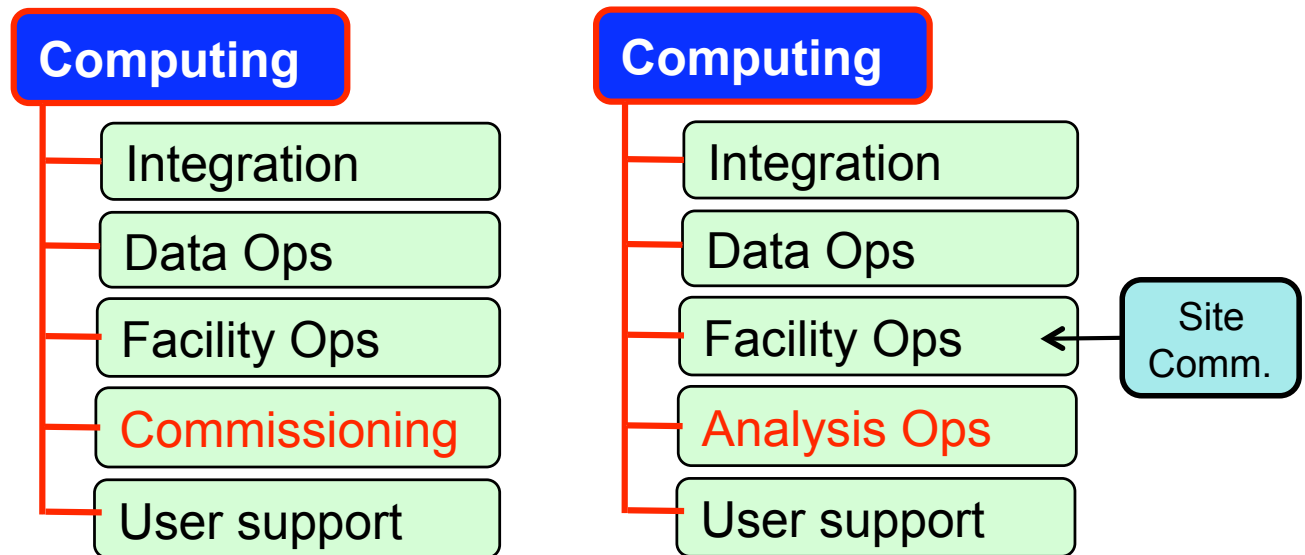 Computing
Integration
Data Ops
Facility Ops
Commissioning
User support
Computing
Integration
Data Ops
Facility Ops
Analysis Ops
User support
Site
Comm.